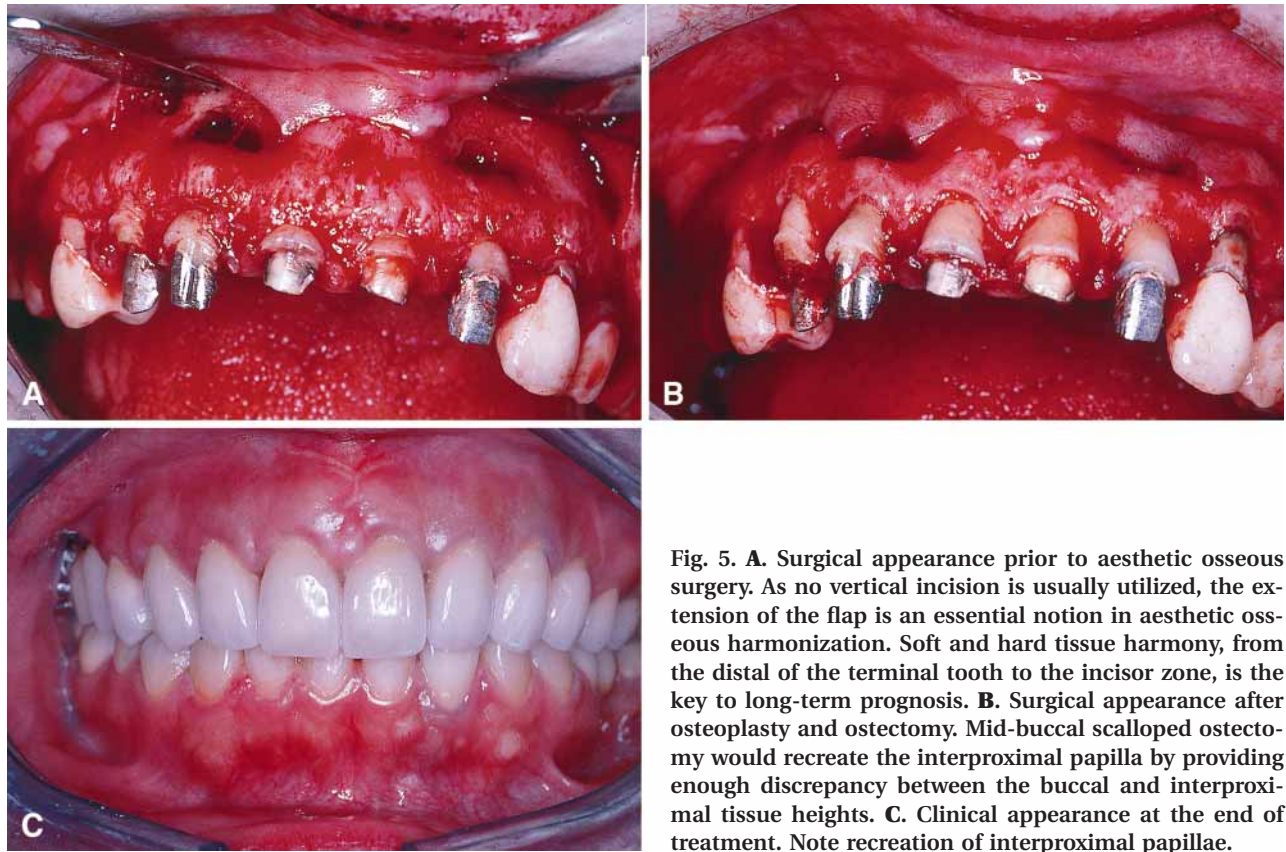 A
B
C
Fig. 5. A. Surgical appearance prior to aesthetic osseous
surgery. As no vertical incision is usually utilized, the ex-
tension of the flap is an essential notion in aesthetic oss-
eous harmonization. Soft and hard tissue harmony, from
the distal of the terminal tooth to the incisor zone, is the
key to long-term prognosis. B. Surgical appearance after
osteoplasty and ostectomy. Mid-buccal scalloped ostecto-
my would recreate the interproximal papilla by providing
enough discrepancy between the buccal and interproxi-
mal tissue heights. C. Clinical appearance at the end of
treatment. Note recreation of interproximal papillae.